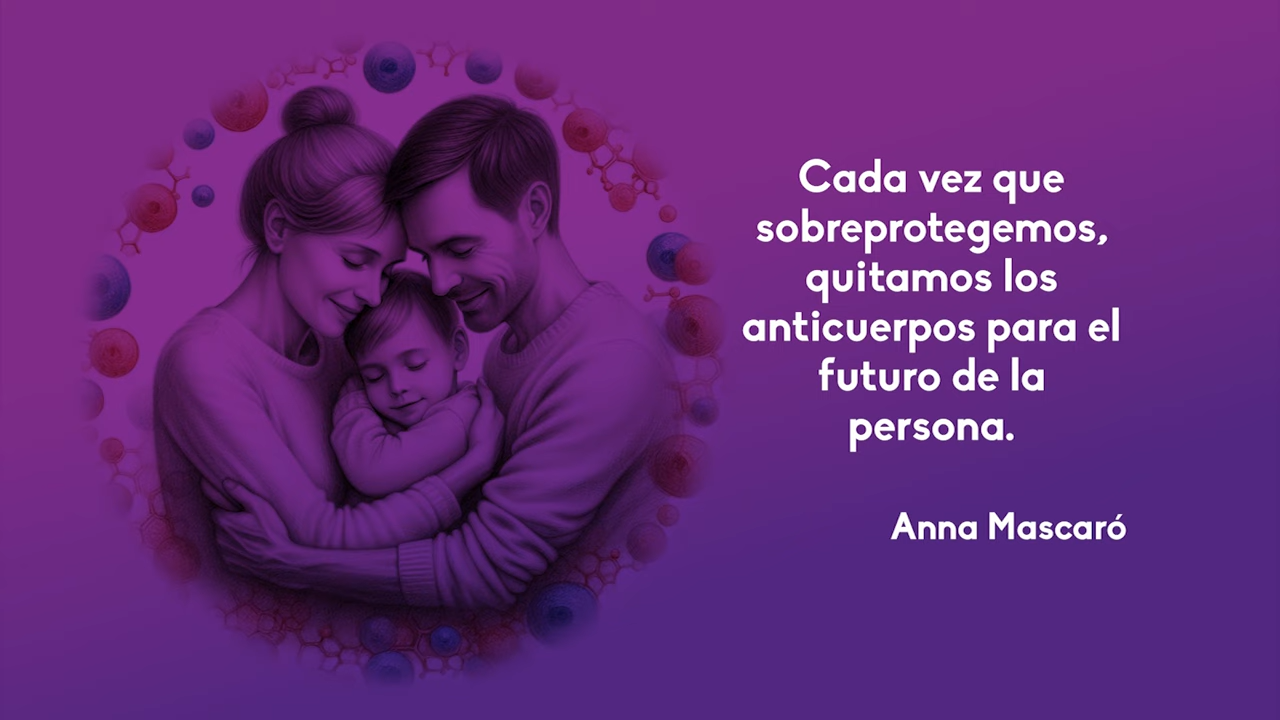 Cada vez que
sobreprotegemos,
quitamos los
anticuerpos para el
futuro de la
persona.
Anna Mascaró